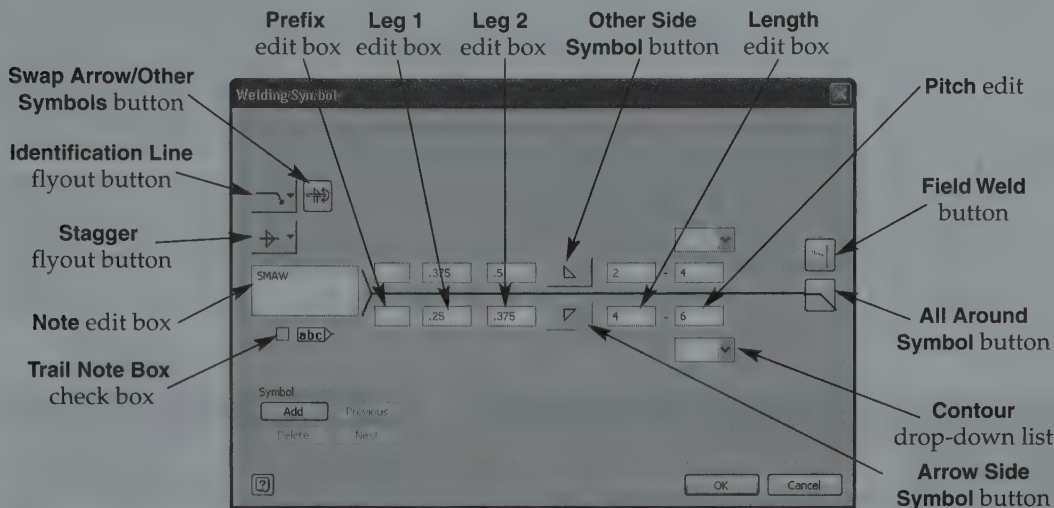 Prefix
edit box
Leg 1
edit box
Leg 2
edit box
Other Side
Symbol button
Length
edit box
Swap Arrow/Other
Symbols button
Pitch edit
Identification Line
flyout button
Field Weld
button
Stagger
flyout button
Note edit box
All Around
Symbol button
Trail Note Box
check box
Contour
drop-down list
Arrow Side
Symbol button
Welding Symbol
.375
.5
2 - 4
SMAW
.25
.375
4 - 6
abc
Symbol
Add
Previous
Delete
Next
?
OK
Cancel